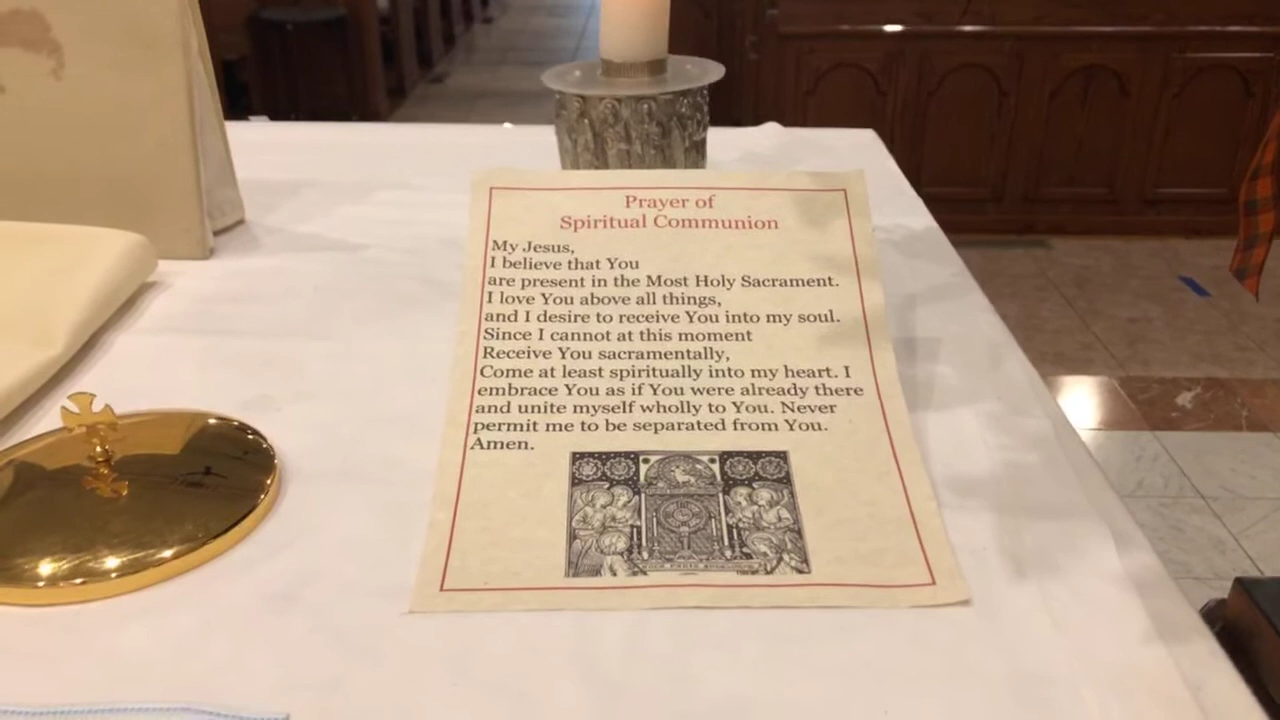 Prayer of
Spiritual Communion
My Jesus,
I believe that You
are present in the Most Holy Sacrament.
I love You above all things,
and I desire to receive You into my soul.
Since I cannot at this moment
Receive You sacramentally,
Come at least spiritually into my heart. I
embrace You as if You were already there
and unite myself wholly to You. Never
permit me to be separated from You.
Amen.